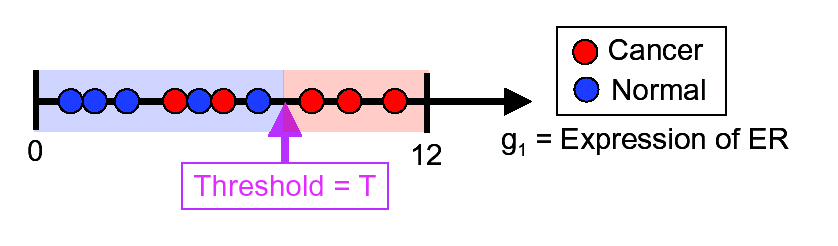 Cancer
Normal
0
12
g₁ = Expression of ER
Threshold = T